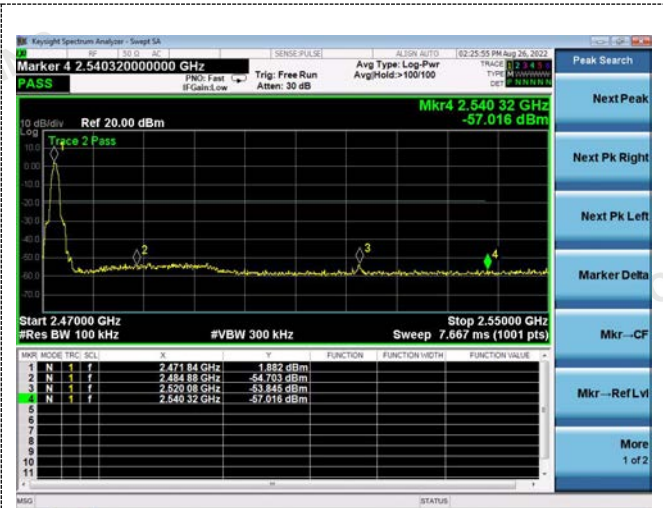 Keysight Spectrum Analyzer - Swept SA
RF 50 Ω AC SENSE:PULSE ALIGN AUTO 02:25:55 PM Aug 26, 2022
Marker 4 2.540320000000 GHz
PNO: Fast
IFGain:Low
Trig: Free Run
Atten: 30 dB
Avg Type: Log-Pwr
Avg|Hold:>100/100
TRACE 1 2 3 4 5 6
TYPE M WWWWW
DET P NNNNN
PASS
Peak Search
Next Peak
Next Pk Right
Next Pk Left
Marker Delta
Mkr→CF
Mkr→Ref Lvl
More
1 of 2
Mkr4 2.540 32 GHz
-57.016 dBm
10 dB/div Ref 20.00 dBm
Log
Trace 2 Pass
10.0
0.00
-10.0
-20.0
-30.0
-40.0
-50.0
-60.0
-70.0
1
2
3
4
Start 2.47000 GHz Stop 2.55000 GHz
#Res BW 100 kHz #VBW 300 kHz Sweep 7.667 ms (1001 pts)
MKR MODE TRC SCL X Y FUNCTION FUNCTION WIDTH FUNCTION VALUE
1 N 1 f 2.471 84 GHz 1.882 dBm
2 N 1 f 2.484 88 GHz -54.703 dBm
3 N 1 f 2.520 08 GHz -53.845 dBm
4 N 1 f 2.540 32 GHz -57.016 dBm
5
6
7
8
9
10
11
MSG STATUS